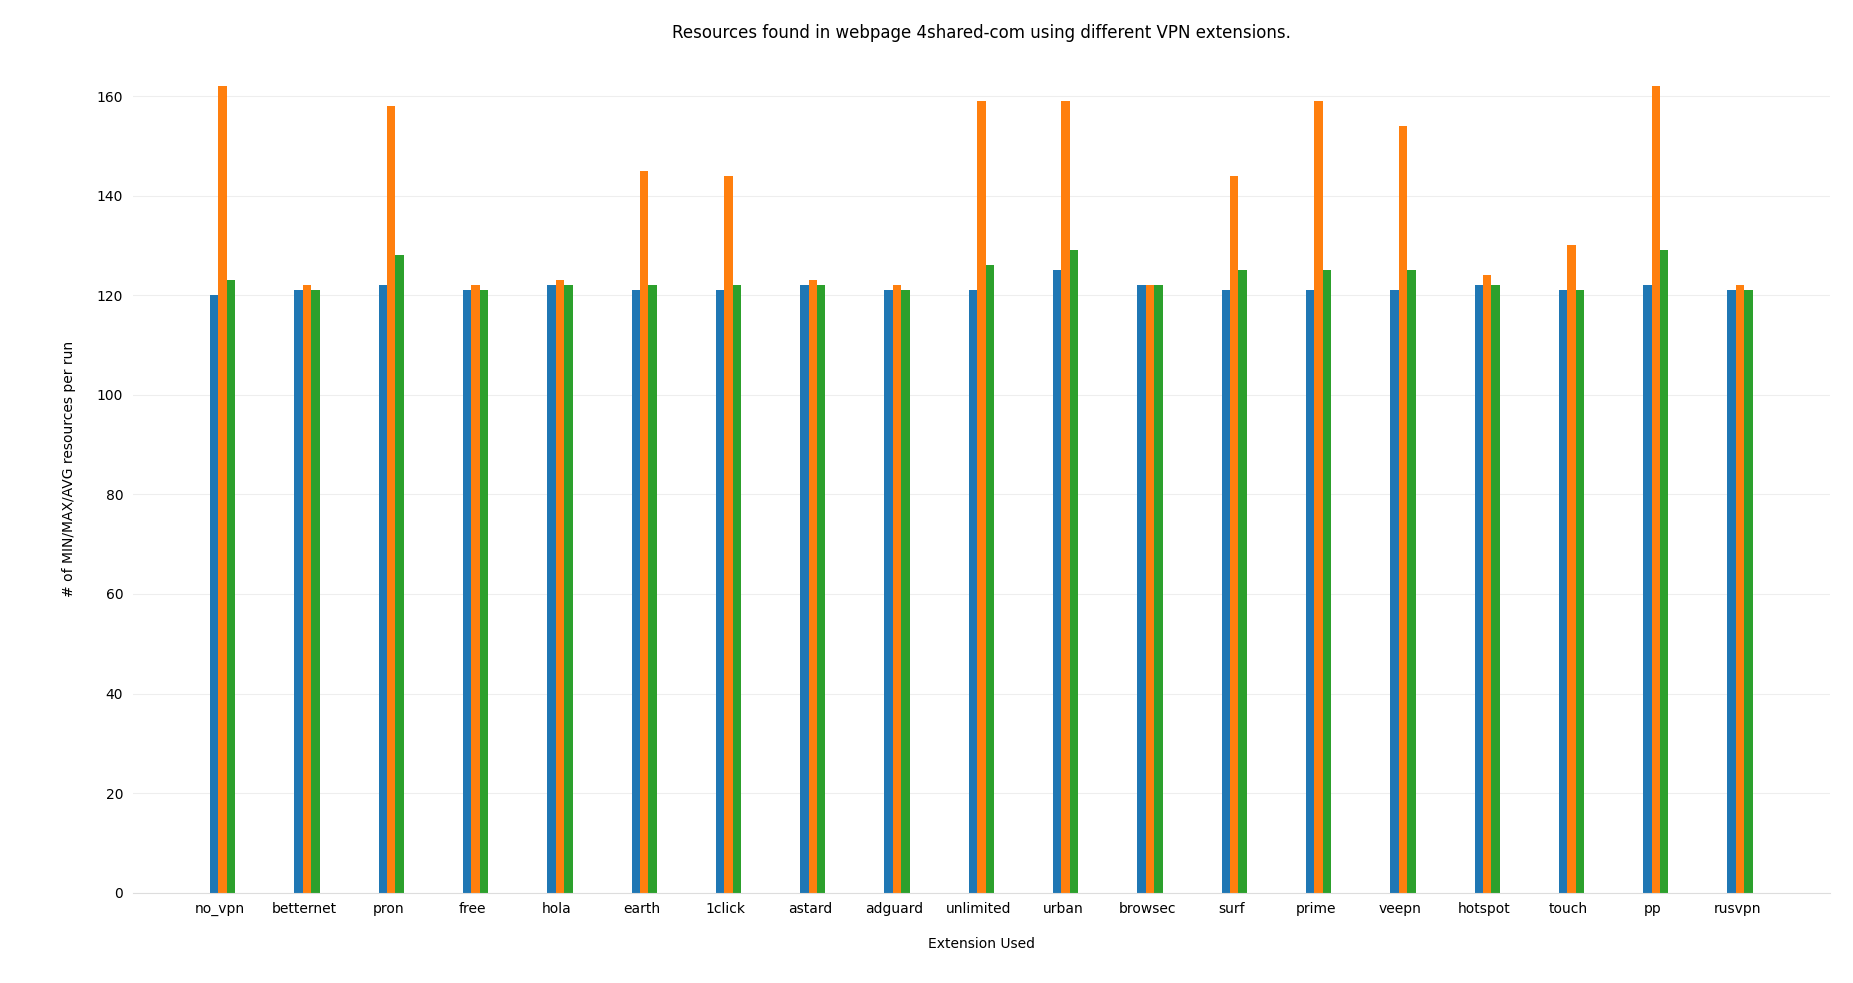 Resources found in webpage 4shared-com using different VPN extensions.
# of MIN/MAX/AVG resources per run
160
140
120
100
80
60
40
20
0
no_vpn betternet pron free hola earth 1click astard adguard unlimited urban browsec surf prime veepn hotspot touch pp rusvpn
Extension Used